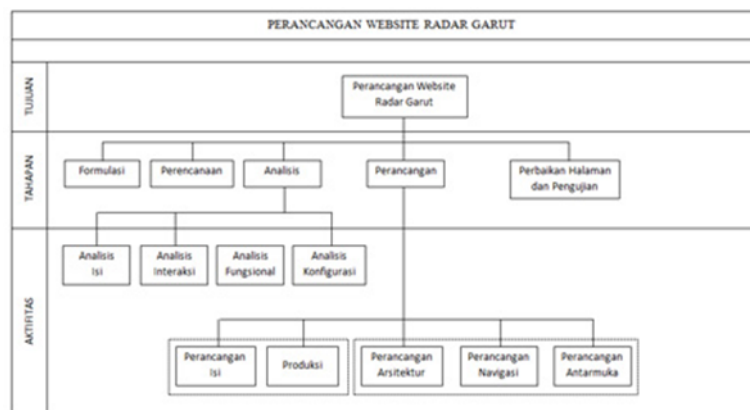 PERANCANGAN WEBSITE RADAR GARUT
TUJUAN
Perancangan Website
Radar Garut
TAHAPAN
Formulasi
Perencanaan
Analisis
Perancangan
Perbaikan Halaman
dan Pengujian
AKTIFITAS
Analisis
Isi
Analisis
Interaksi
Analisis
Fungsional
Analisis
Konfigurasi
Perancangan
Isi
Produksi
Perancangan
Arsitektur
Perancangan
Navigasi
Perancangan
Antarmuka